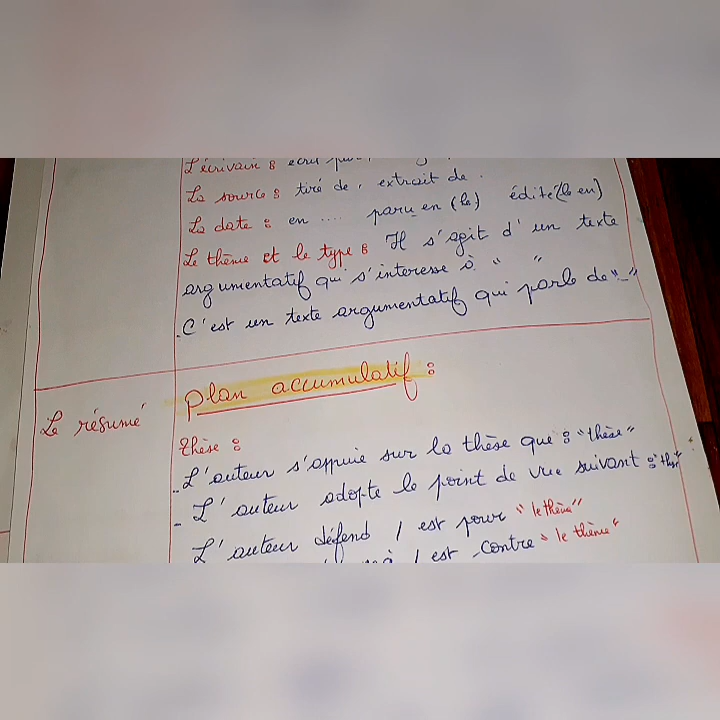 L'écrivain : écrit
La source : tiré de, extrait de.
La date : en .... paru en (le) édité (le en)
Le thème et le type : Il s'agit d'un texte
argumentatif qui s'interesse à " "
. C'est un texte argumentatif qui parle de "_"
plan accumulatif :
Le résumé
thèse :
.. L'auteur s'appuie sur la thèse que : "thèse"
- L'auteur adopte le point de vue suivant :
L'auteur défend / est pour "le thème"
/ est contre "le thème"